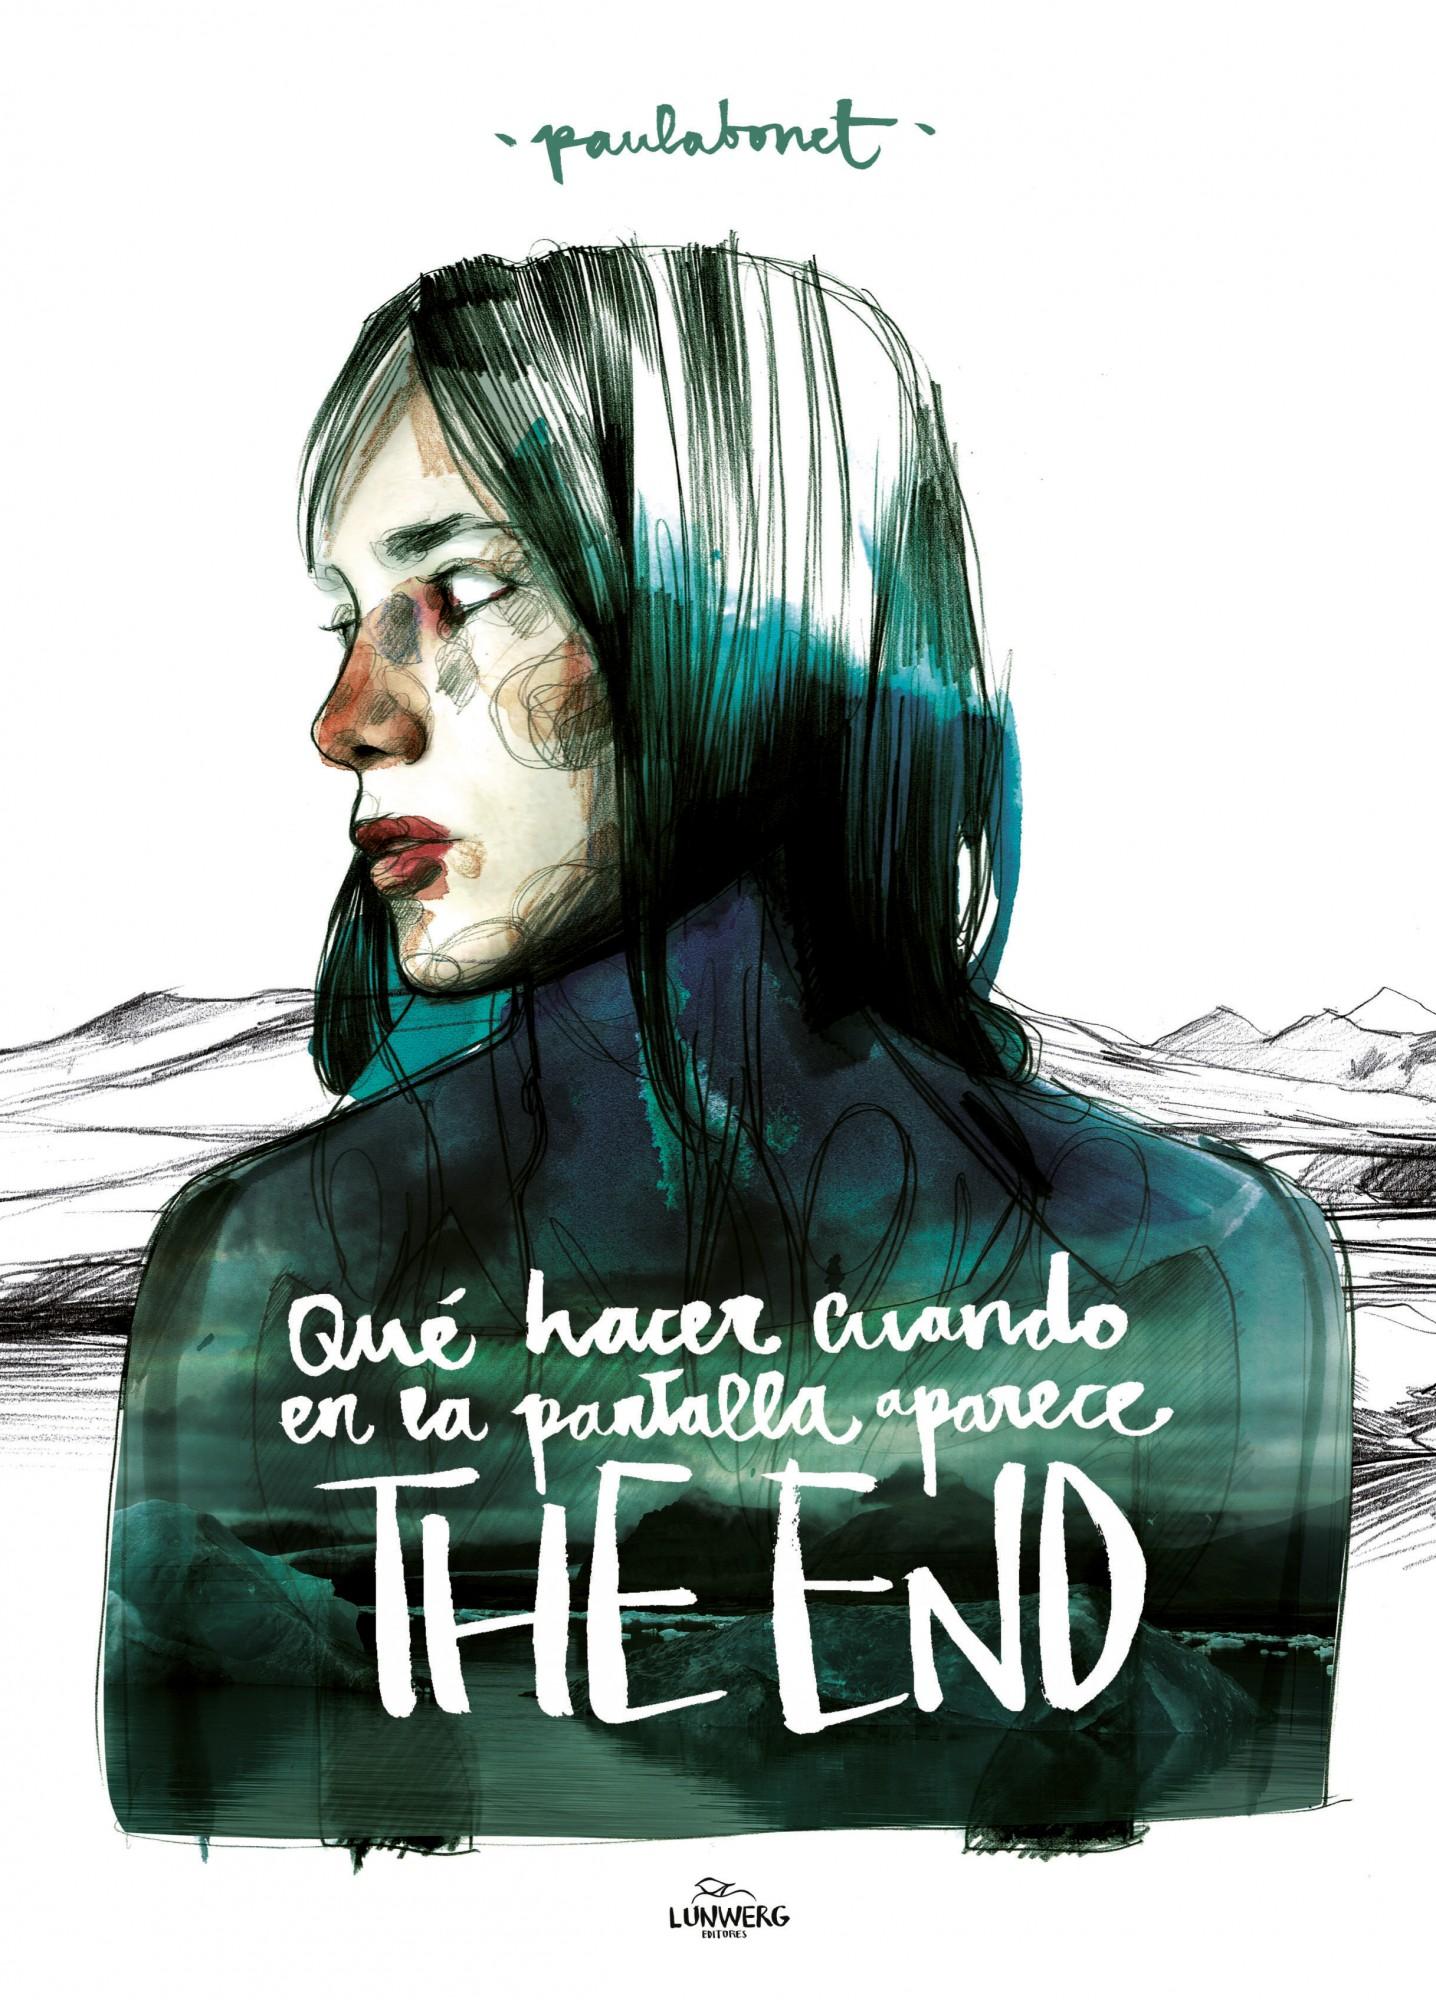 paulabonet
Qué hacer cuando
en la pantalla aparece
THE END
LUNWERG
EDITORES